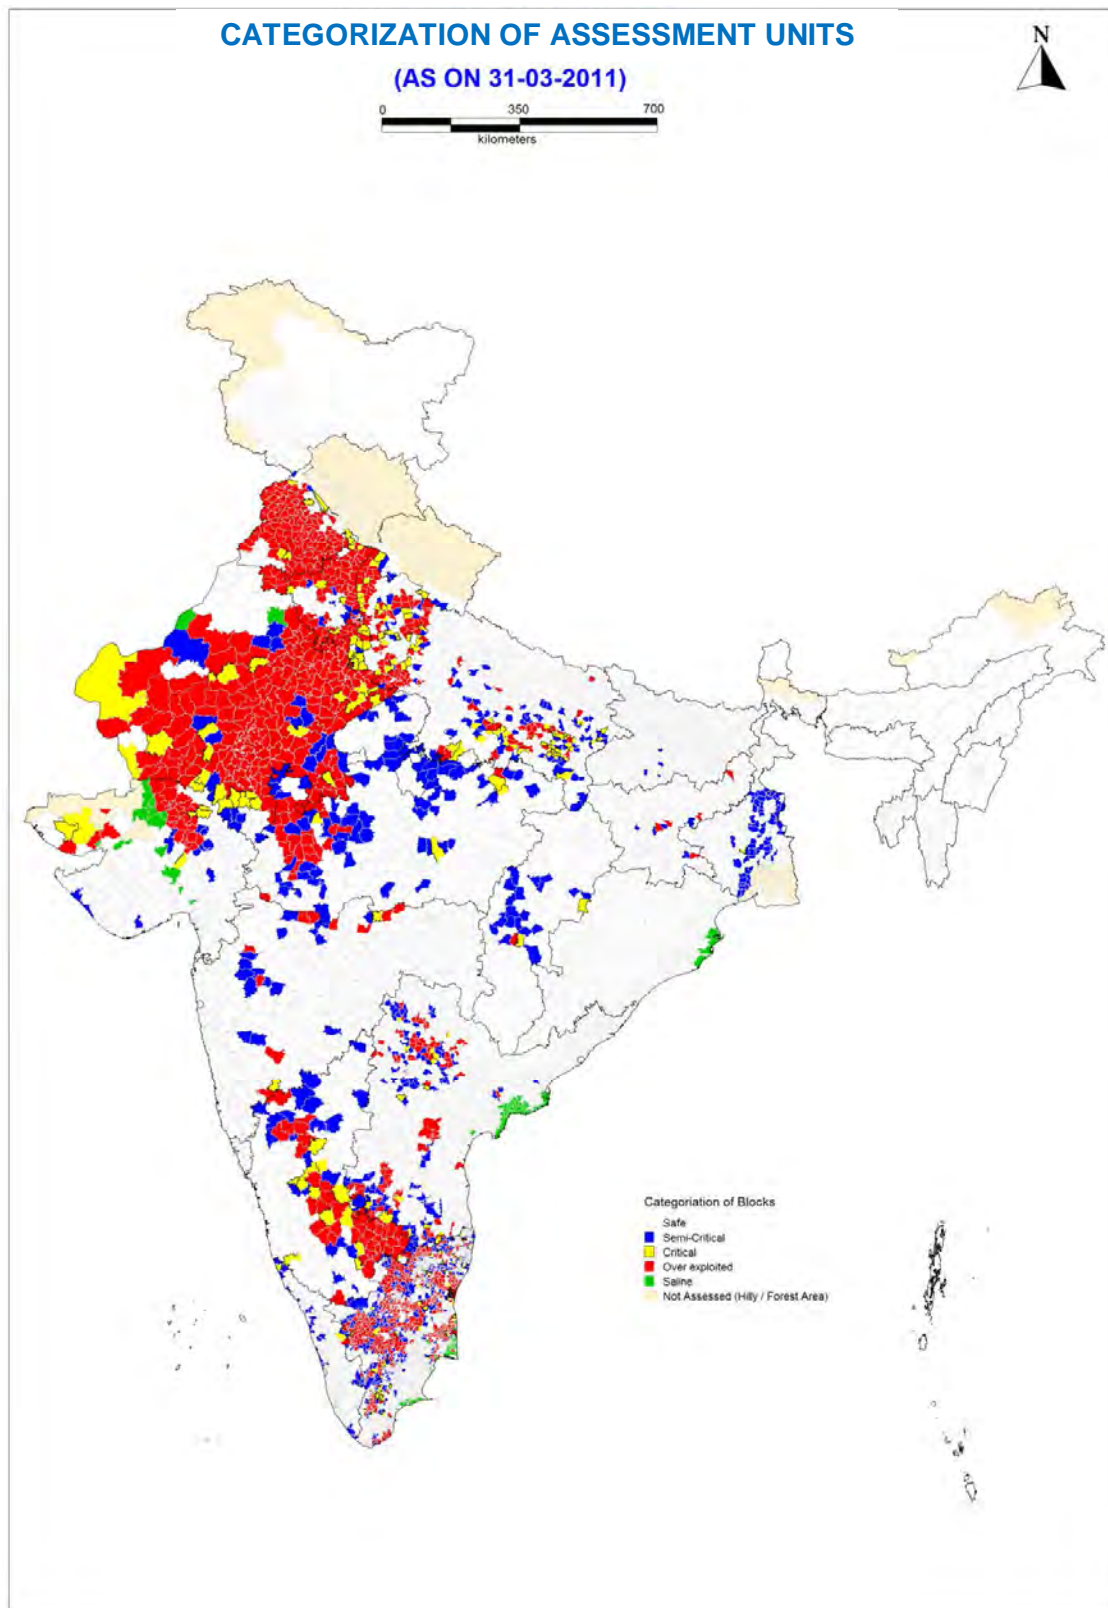 CATEGORIZATION OF ASSESSMENT UNITS
(AS ON 31-03-2011)
N
0 350 700
kilometers
Categoriation of Blocks
Safe
Semi-Critical
Critical
Over exploited
Saline
Not Assessed (Hilly / Forest Area)